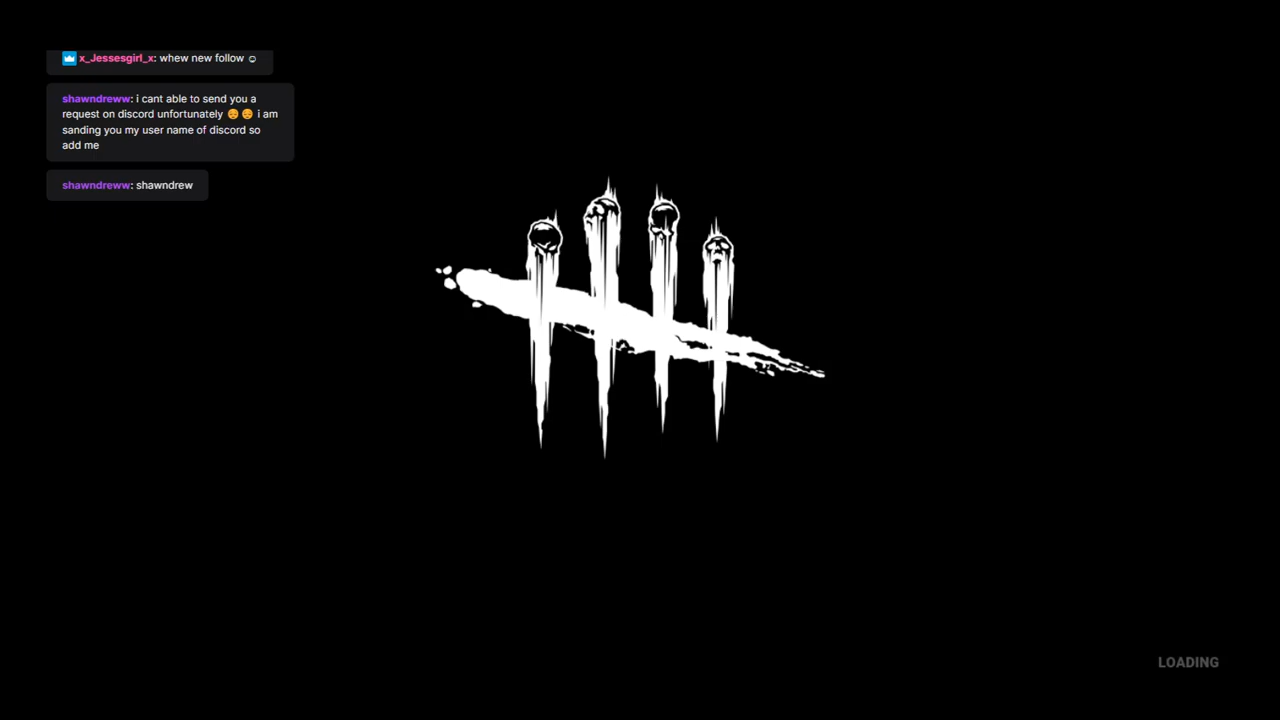 x_Jessesgirl_x: whew new follow ☺
shawndreww: i cant able to send you a
request on discord unfortunately 😔 😔 i am
sanding you my user name of discord so
add me
shawndreww: shawndrew
LOADING